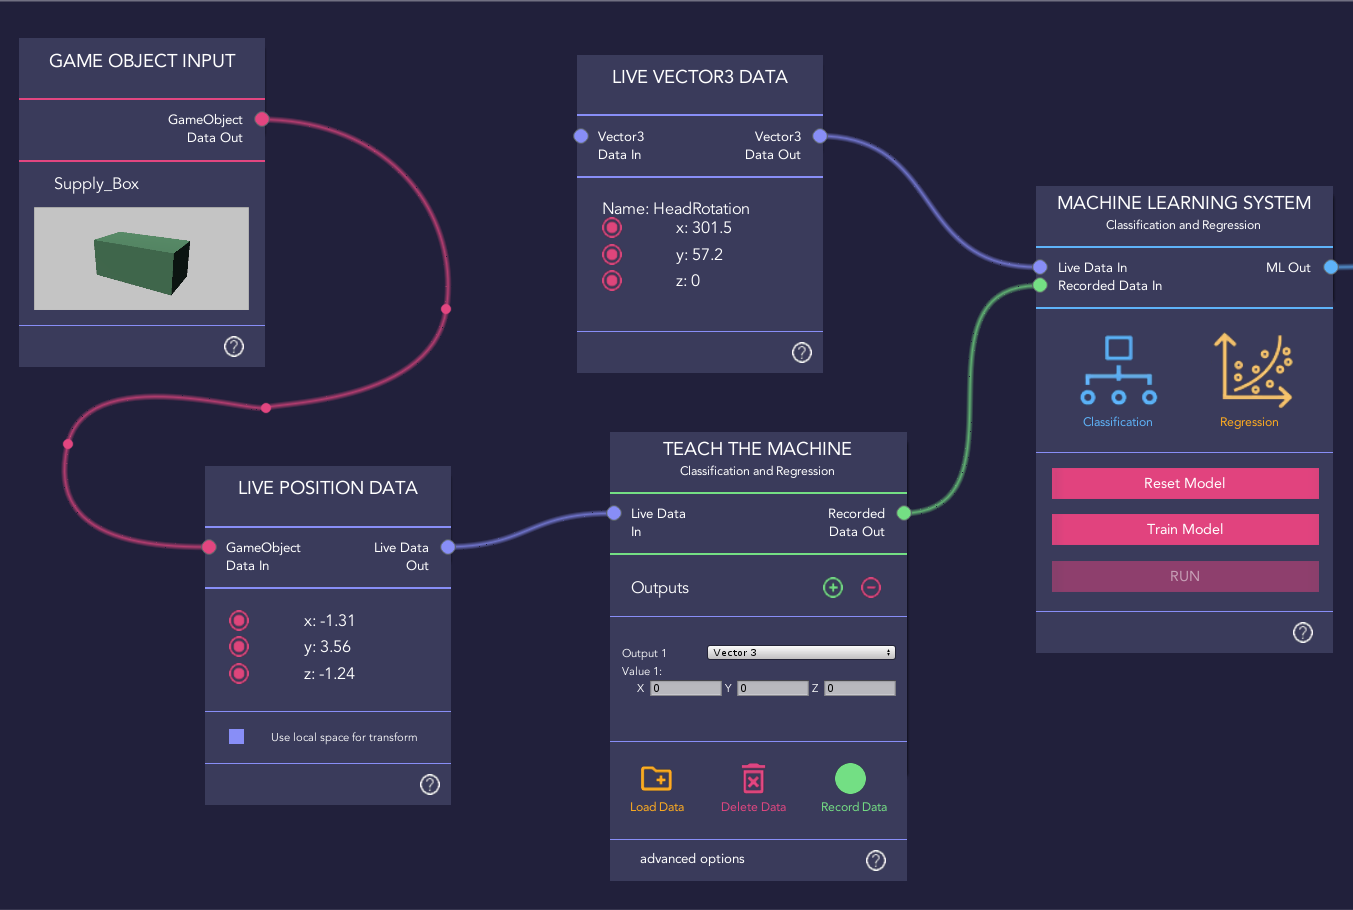 GAME OBJECT INPUT
GameObject
Data Out
Supply_Box
?
LIVE VECTOR3 DATA
Vector3
Data In
Vector3
Data Out
Name: HeadRotation
x: 301.5
y: 57.2
z: 0
?
MACHINE LEARNING SYSTEM
Classification and Regression
Live Data In
ML Out
Recorded Data In
Classification
Regression
Reset Model
Train Model
RUN
?
LIVE POSITION DATA
GameObject
Data In
Live Data
Out
x: -1.31
y: 3.56
z: -1.24
Use local space for transform
?
TEACH THE MACHINE
Classification and Regression
Live Data
In
Recorded
Data Out
Outputs
Output 1
Vector 3
Value 1:
X 0 Y 0 Z 0
Load Data
Delete Data
Record Data
advanced options
?